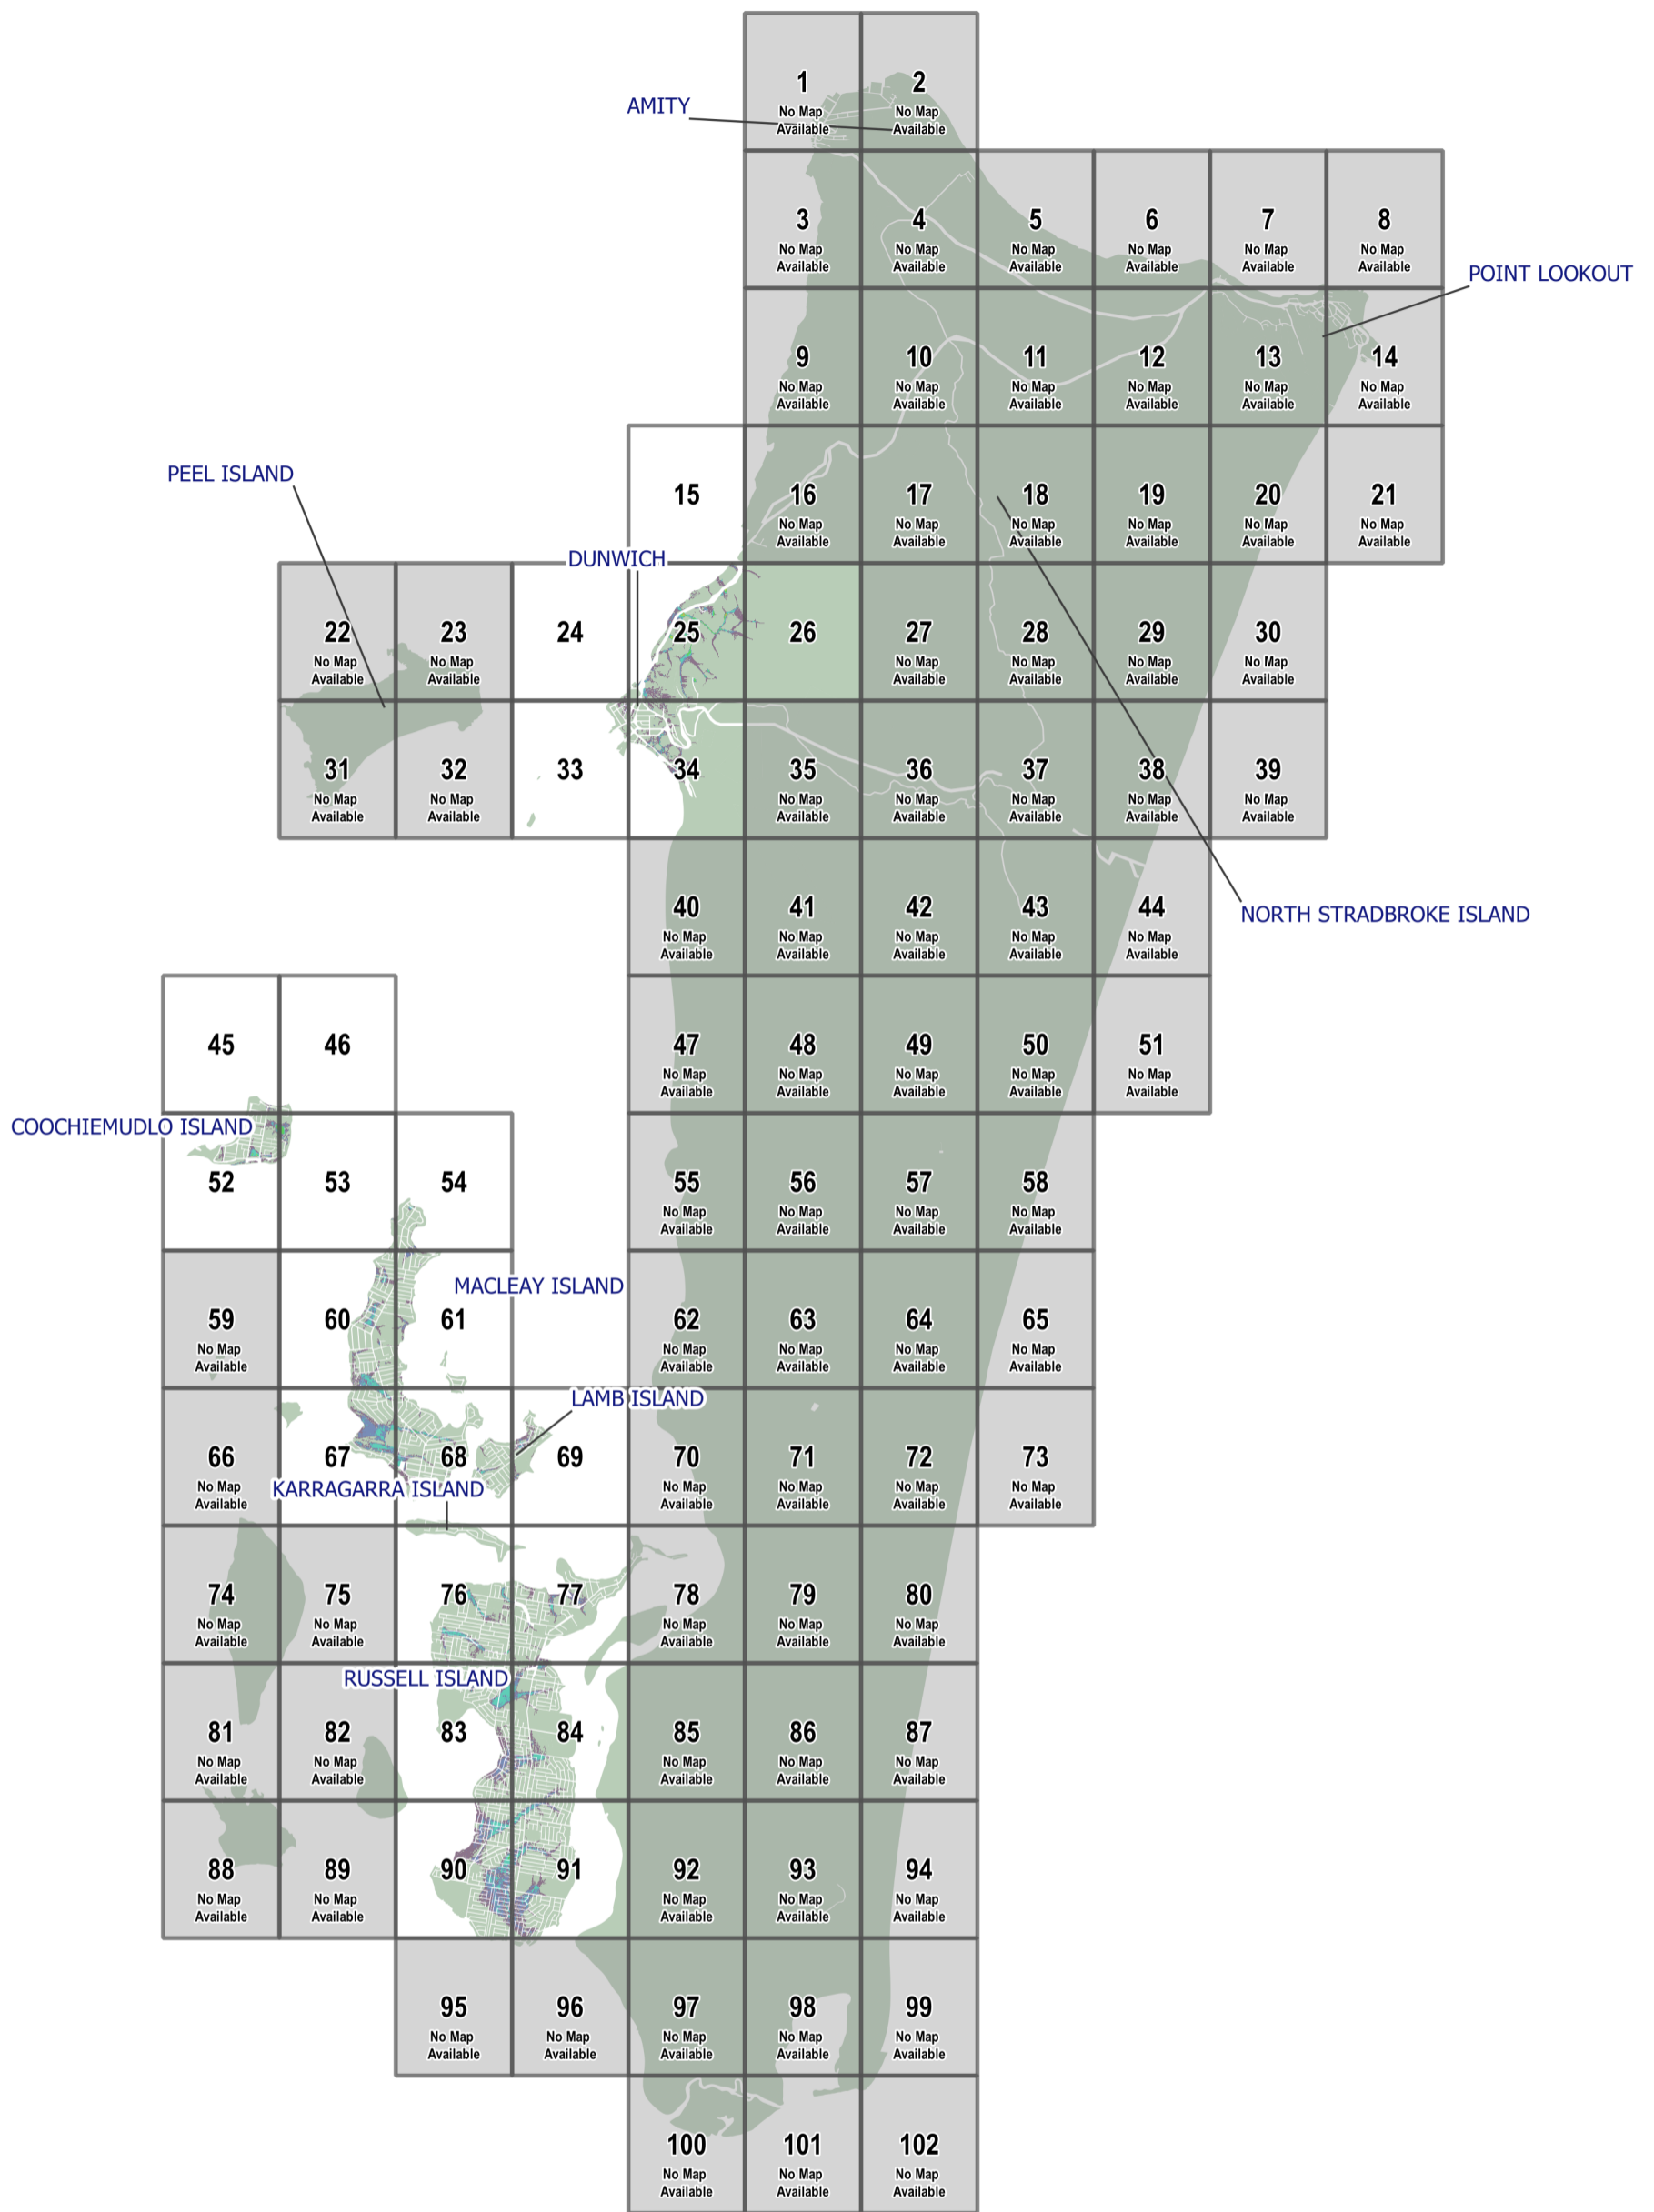 1 2
No Map No Map
Available Available
AMITY
3 4 5 6 7 8
No Map No Map No Map No Map No Map No Map
Available Available Available Available Available Available
POINT LOOKOUT
9 10 11 12 13 14
No Map No Map No Map No Map No Map No Map
Available Available Available Available Available Available
PEEL ISLAND
15 16 17 18 19 20 21
No Map No Map No Map No Map No Map No Map
Available Available Available Available Available Available
DUNWICH
22 23 24 25 26 27 28 29 30
No Map No Map No Map No Map No Map No Map
Available Available Available Available Available Available
31 32 33 34 35 36 37 38 39
No Map No Map No Map No Map No Map No Map No Map
Available Available Available Available Available Available Available
40 41 42 43 44
No Map No Map No Map No Map No Map
Available Available Available Available Available
NORTH STRADBROKE ISLAND
45 46 47 48 49 50 51
No Map No Map No Map No Map No Map
Available Available Available Available Available
COOCHIEMUDLO ISLAND
52 53 54 55 56 57 58
No Map No Map No Map No Map
Available Available Available Available
MACLEAY ISLAND
59 60 61 62 63 64 65
No Map No Map No Map No Map No Map
Available Available Available Available Available
LAMB ISLAND
66 67 68 69 70 71 72 73
No Map No Map No Map No Map No Map
Available Available Available Available Available
KARRAGARRA ISLAND
74 75 76 77 78 79 80
No Map No Map No Map No Map No Map
Available Available Available Available Available
RUSSELL ISLAND
81 82 83 84 85 86 87
No Map No Map No Map No Map No Map
Available Available Available Available Available
88 89 90 91 92 93 94
No Map No Map No Map No Map No Map
Available Available Available Available Available
95 96 97 98 99
No Map No Map No Map No Map No Map
Available Available Available Available Available
100 101 102
No Map No Map No Map
Available Available Available